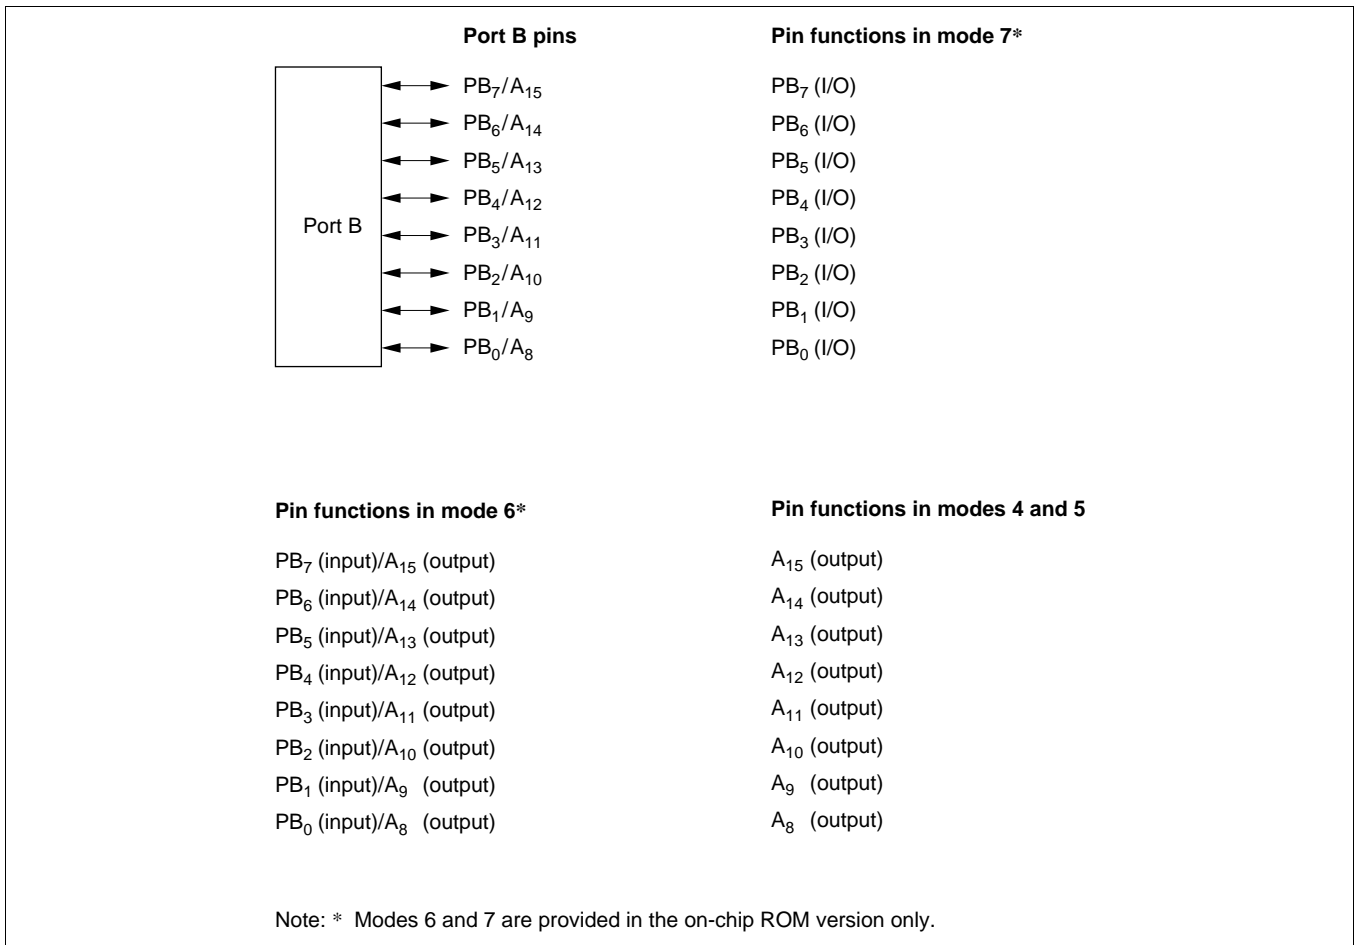 Port B pins
Pin functions in mode 7*
Port B
PB₇/A₁₅
PB₇ (I/O)
PB₆/A₁₄
PB₆ (I/O)
PB₅/A₁₃
PB₅ (I/O)
PB₄/A₁₂
PB₄ (I/O)
PB₃/A₁₁
PB₃ (I/O)
PB₂/A₁₀
PB₂ (I/O)
PB₁/A₉
PB₁ (I/O)
PB₀/A₈
PB₀ (I/O)
Pin functions in mode 6*
PB₇ (input)/A₁₅ (output)
PB₆ (input)/A₁₄ (output)
PB₅ (input)/A₁₃ (output)
PB₄ (input)/A₁₂ (output)
PB₃ (input)/A₁₁ (output)
PB₂ (input)/A₁₀ (output)
PB₁ (input)/A₉ (output)
PB₀ (input)/A₈ (output)
Pin functions in modes 4 and 5
A₁₅ (output)
A₁₄ (output)
A₁₃ (output)
A₁₂ (output)
A₁₁ (output)
A₁₀ (output)
A₉ (output)
A₈ (output)
Note: * Modes 6 and 7 are provided in the on-chip ROM version only.